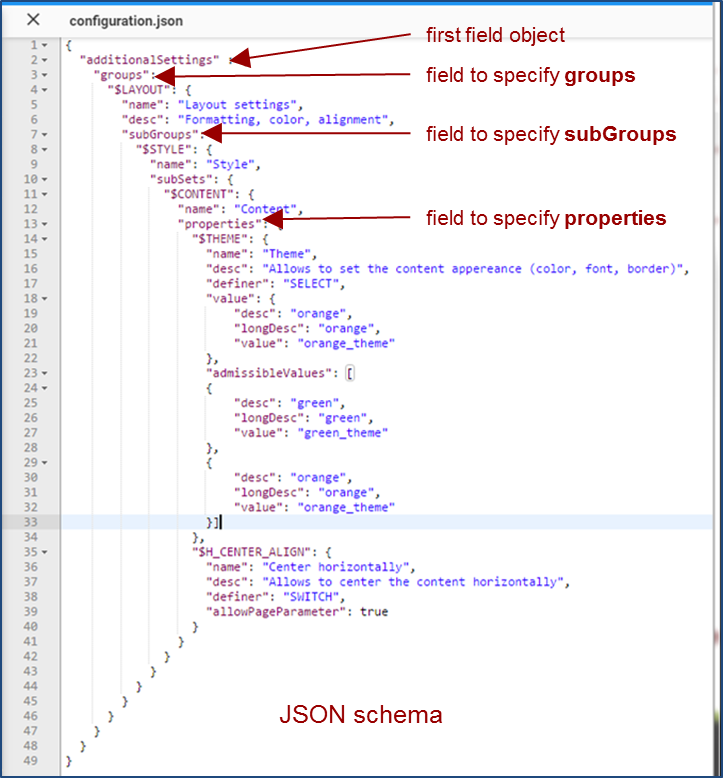 configuration.json
first field object
field to specify groups
field to specify subGroups
field to specify properties
1 {
2 "additionalSettings" :
3 "groups":
4 "$LAYOUT": {
5 "name": "Layout settings",
6 "desc": "Formatting, color, alignment",
7 "subGroups":
8 "$STYLE": {
9 "name": "Style",
10 "subSets": {
11 "$CONTENT": {
12 "name": "Content",
13 "properties": {
14 "$THEME": {
15 "name": "Theme",
16 "desc": "Allows to set the content appereance (color, font, border)",
17 "definer": "SELECT",
18 "value": {
19 "desc": "orange",
20 "longDesc": "orange",
21 "value": "orange_theme"
22 },
23 "admissibleValues": [
24 {
25 "desc": "green",
26 "longDesc": "green",
27 "value": "green_theme"
28 },
29 {
30 "desc": "orange",
31 "longDesc": "orange",
32 "value": "orange_theme"
33 }]
34 },
35 "$H_CENTER_ALIGN": {
36 "name": "Center horizontally",
37 "desc": "Allows to center the content horizontally",
38 "definer": "SWITCH",
39 "allowPageParameter": true
40 }
41 }
42 }
43 }
44 }
45 }
46 }
47 }
48 }
49 }
JSON schema